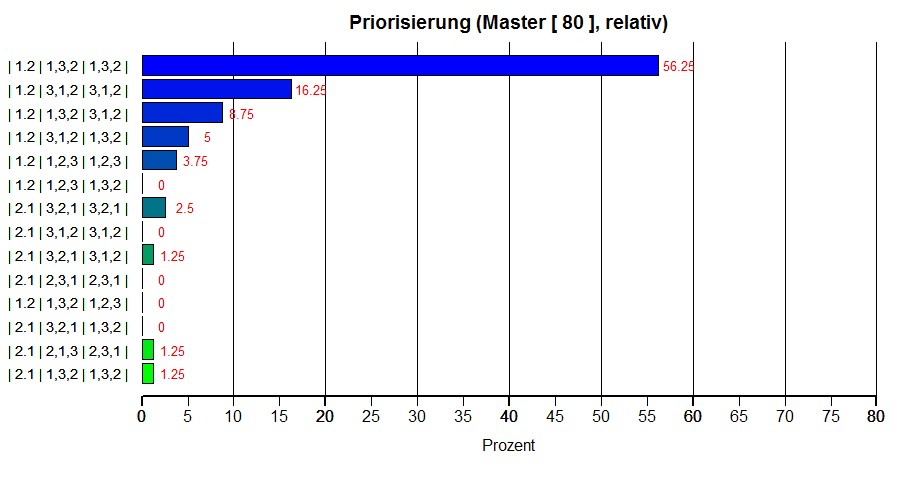 Priorisierung (Master [ 80 ], relativ)
| 1.2 | 1,3,2 | 1,3,2 | 56.25
| 1.2 | 3,1,2 | 3,1,2 | 16.25
| 1.2 | 1,3,2 | 3,1,2 | 8.75
| 1.2 | 3,1,2 | 1,3,2 | 5
| 1.2 | 1,2,3 | 1,2,3 | 3.75
| 1.2 | 1,2,3 | 1,3,2 | 0
| 2.1 | 3,2,1 | 3,2,1 | 2.5
| 2.1 | 3,1,2 | 3,1,2 | 0
| 2.1 | 3,2,1 | 3,1,2 | 1.25
| 2.1 | 2,3,1 | 2,3,1 | 0
| 1.2 | 1,3,2 | 1,2,3 | 0
| 2.1 | 3,2,1 | 1,3,2 | 0
| 2.1 | 2,1,3 | 2,3,1 | 1.25
| 2.1 | 1,3,2 | 1,3,2 | 1.25
0 5 10 15 20 25 30 35 40 45 50 55 60 65 70 75 80
Prozent